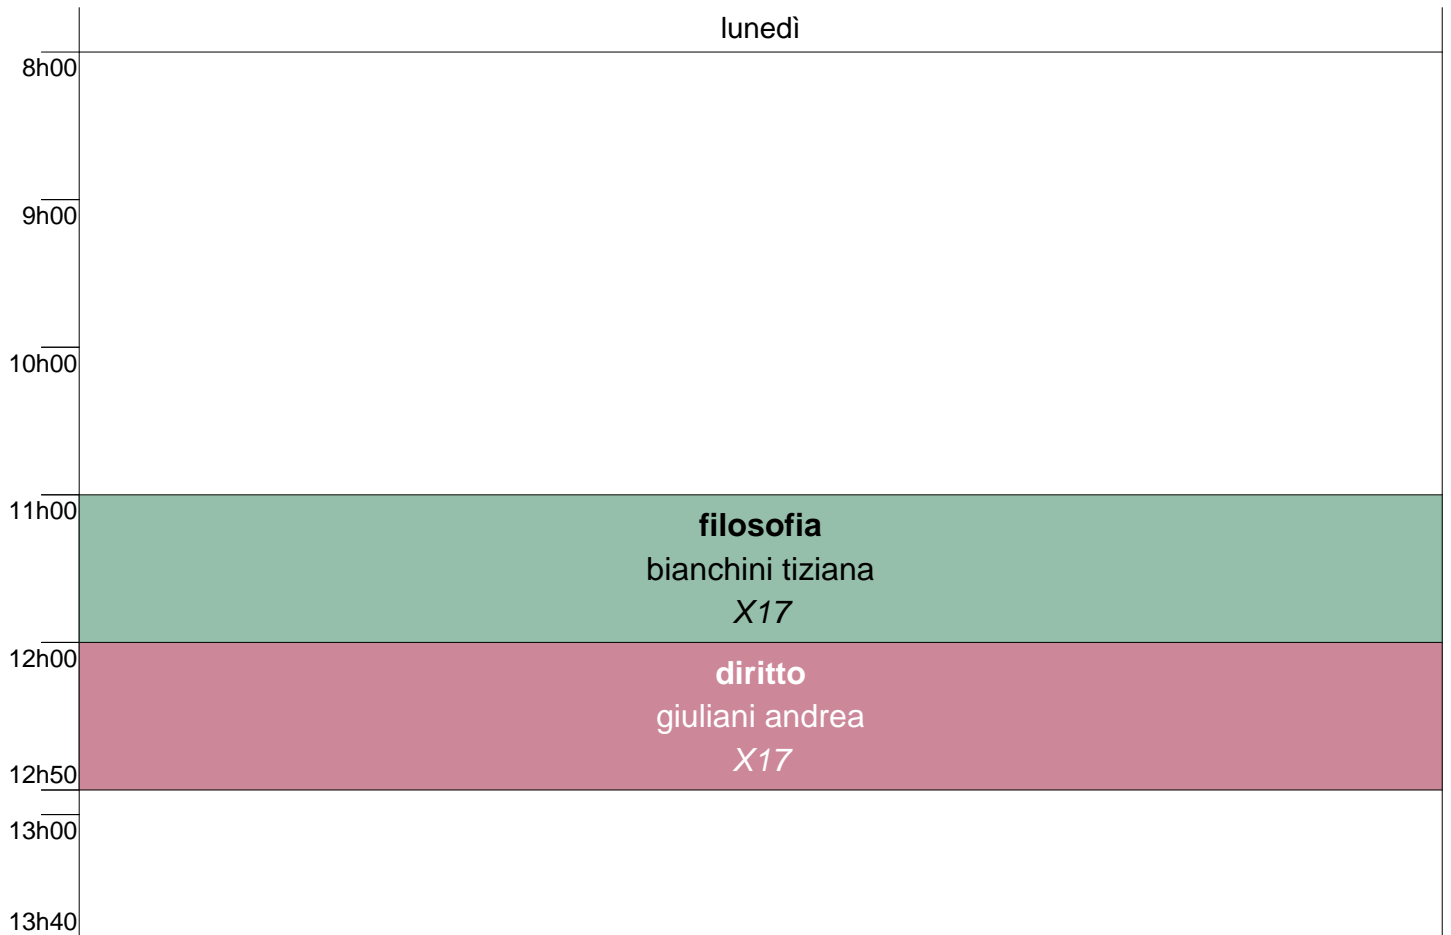 lunedì
8h00
9h00
10h00
11h00
filosofia
bianchini tiziana
X17
12h00
diritto
giuliani andrea
X17
12h50
13h00
13h40